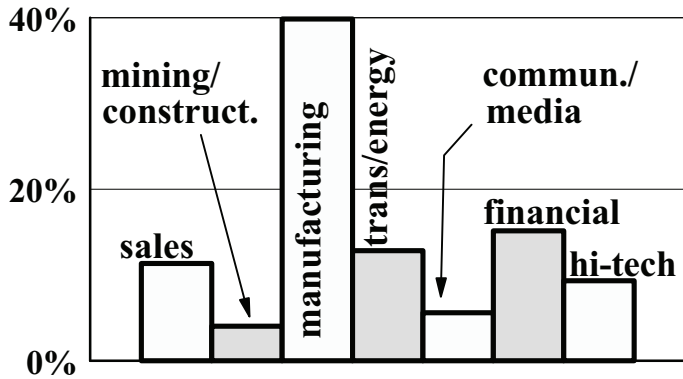 40%
mining/
construct.
manufacturing
trans/energy
commun./
media
20%
sales
financial
hi-tech
0%